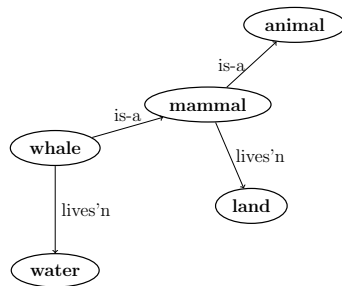 animal
is-a
mammal
is-a
whale
lives'n
land
lives'n
water